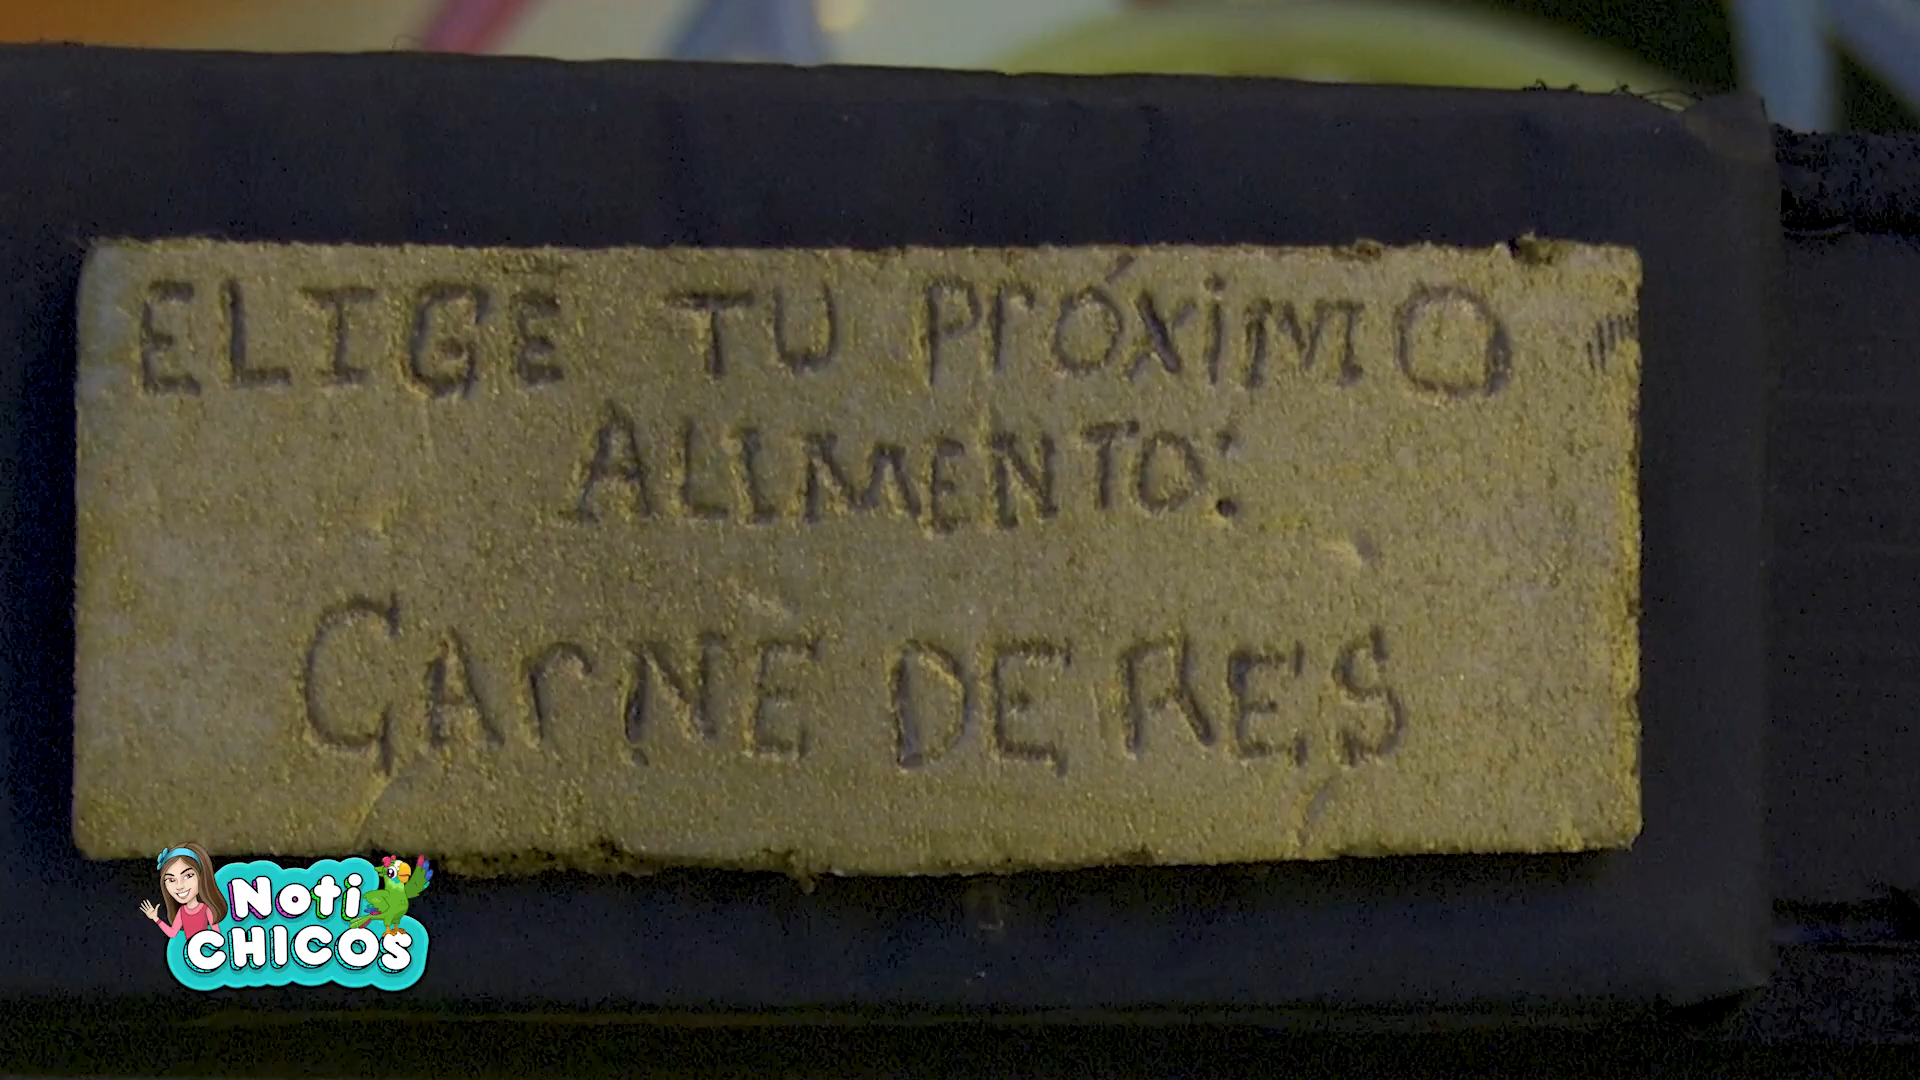 ELIGE TU PróXiMO
ALIMENTO:
CArNE DE RES
Noti
CHICOS